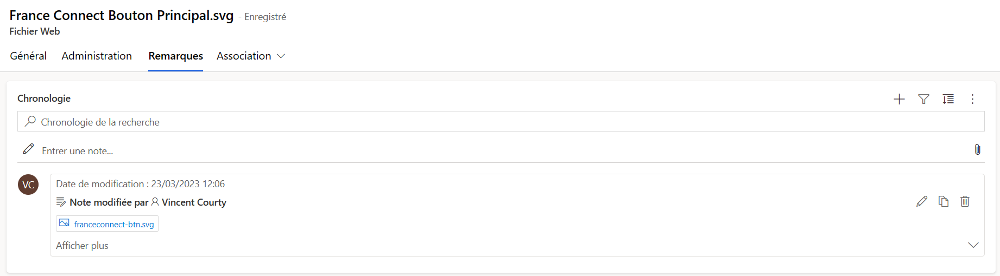 France Connect Bouton Principal.svg - Enregistré
Fichier Web
Général Administration Remarques Association
Chronologie
Chronologie de la recherche
Entrer une note...
VC
Date de modification : 23/03/2023 12:06
Note modifiée par Vincent Courty
franceconnect-btn.svg
Afficher plus